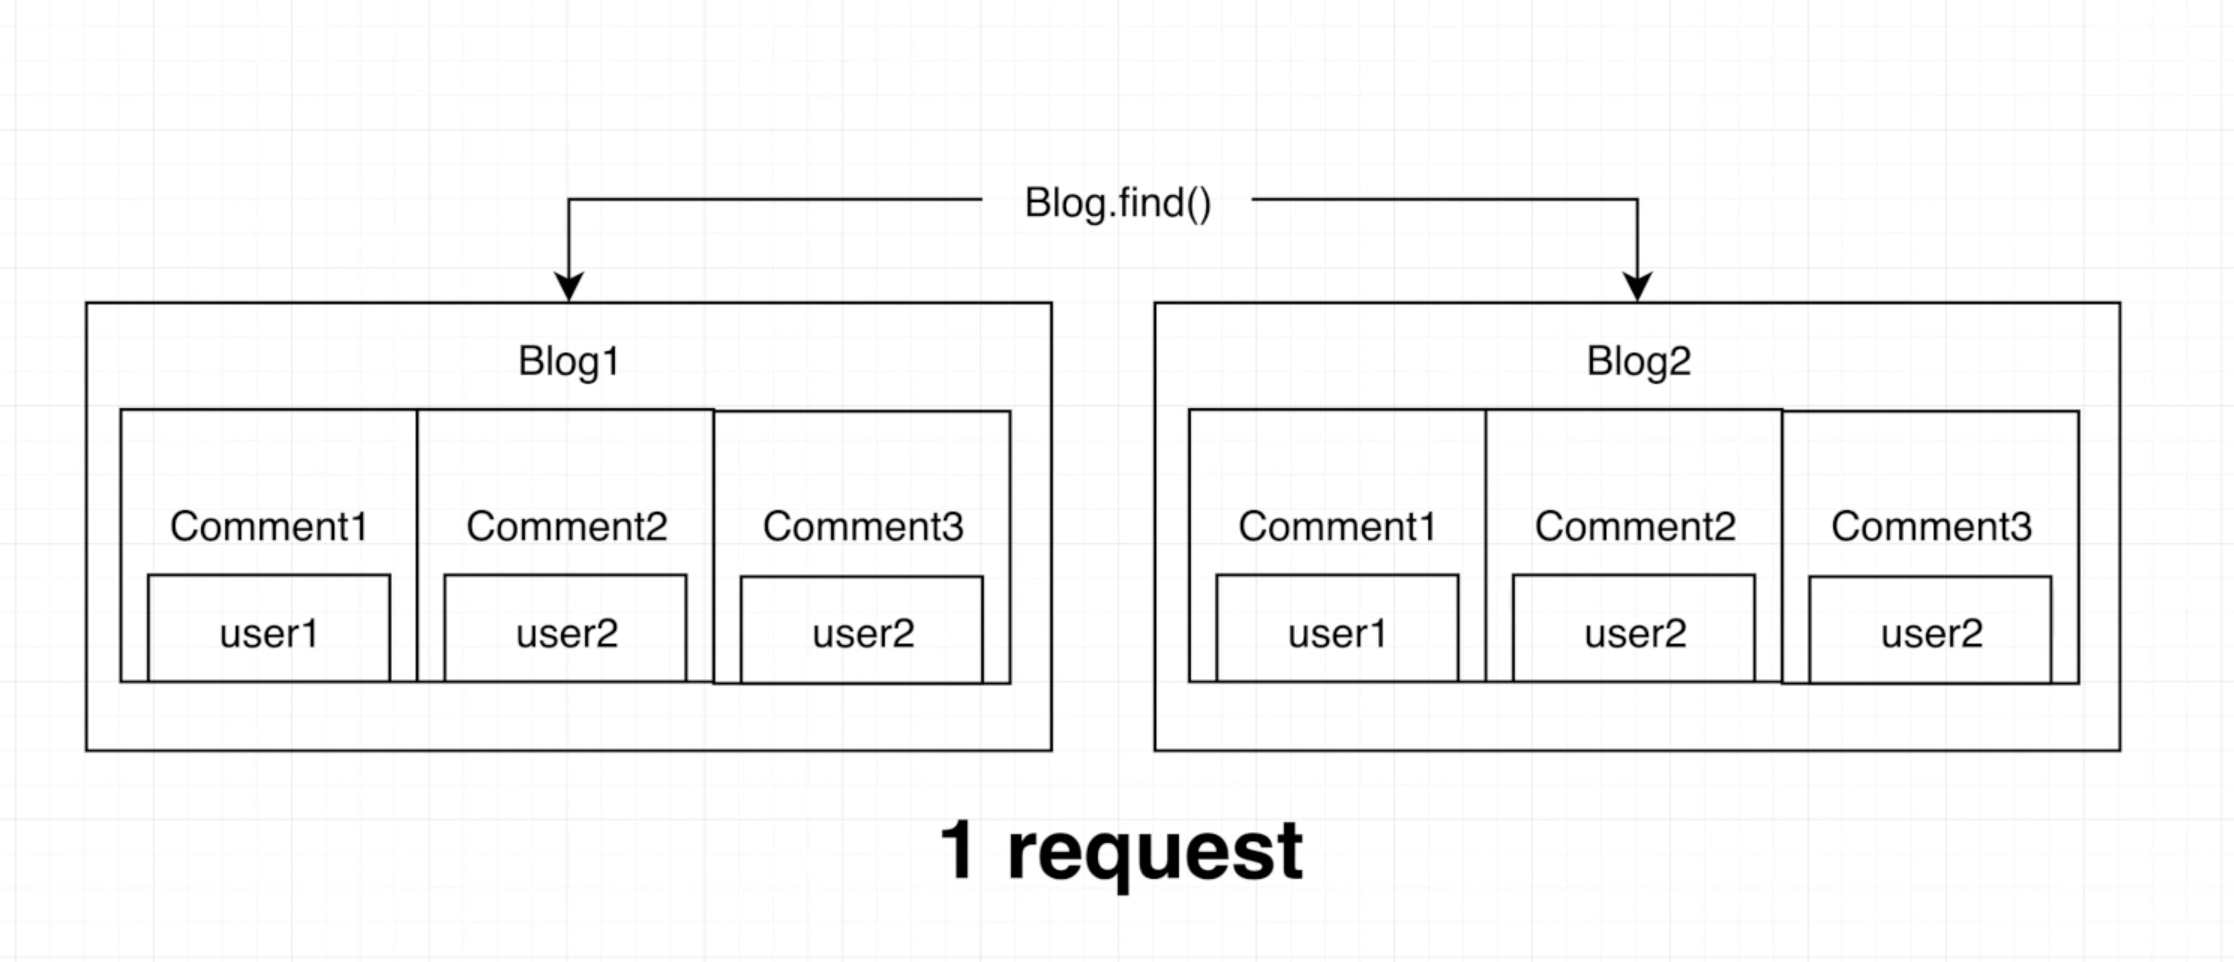 Blog.find()
Blog1
Comment1
user1
Comment2
user2
Comment3
user2
Blog2
Comment1
user1
Comment2
user2
Comment3
user2
1 request